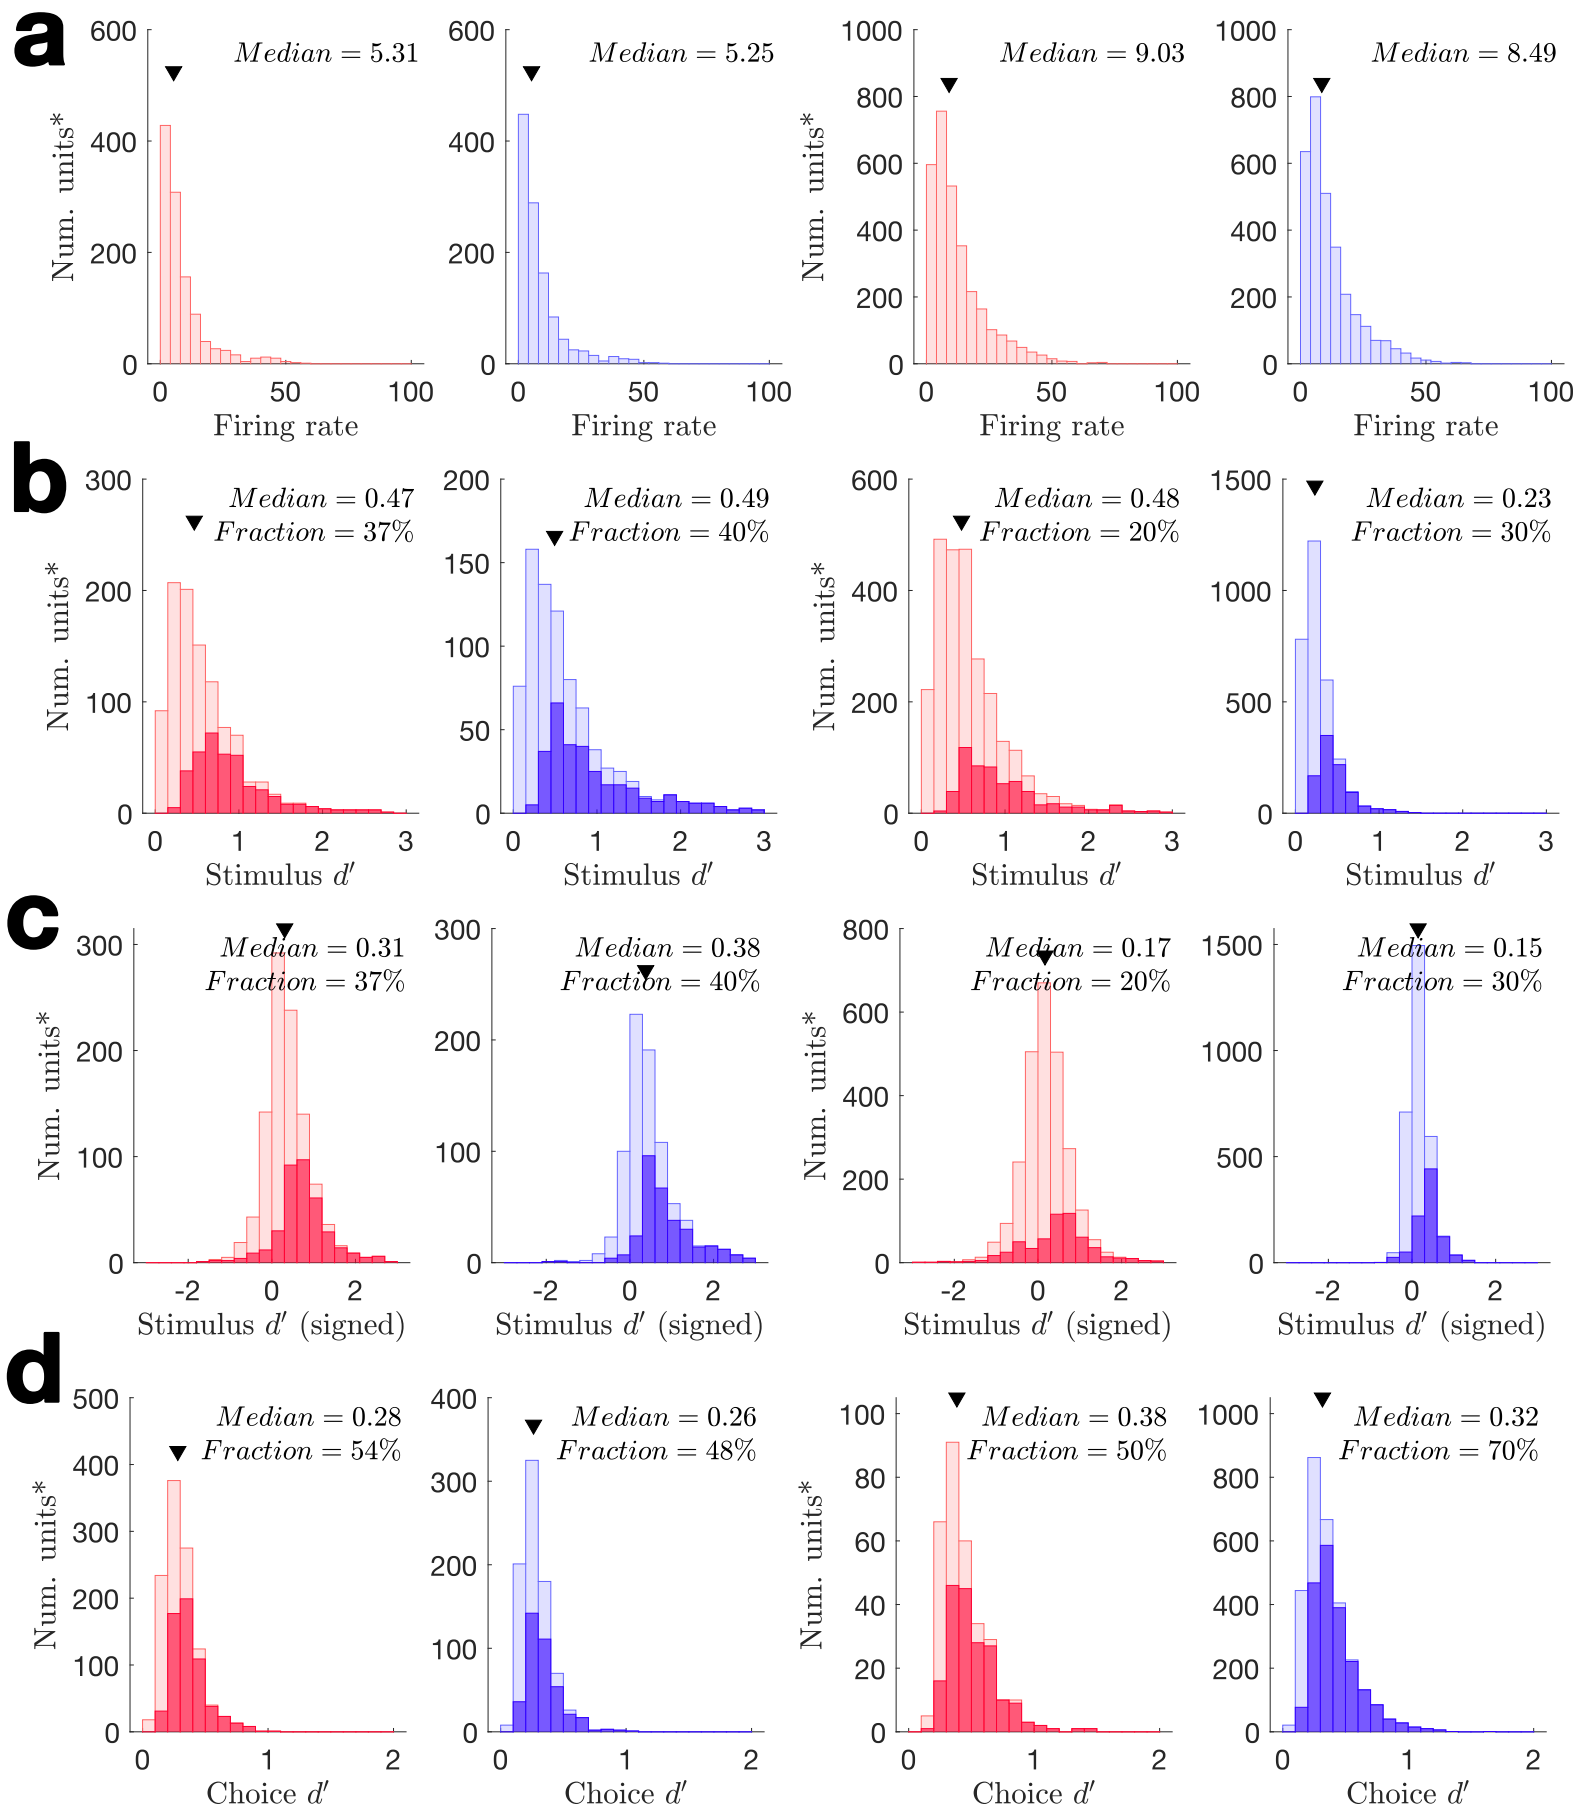 a
600
400
200
0
Num. units*
Median = 5.31
0 50 100
Firing rate
600
400
200
0
Median = 5.25
0 50 100
Firing rate
1000
800
600
400
200
0
Num. units*
Median = 9.03
0 50 100
Firing rate
1000
800
600
400
200
0
Median = 8.49
0 50 100
Firing rate
b
300
200
100
0
Num. units*
Median = 0.47
Fraction = 37%
0 1 2 3
Stimulus d′
200
150
100
50
0
Median = 0.49
Fraction = 40%
0 1 2 3
Stimulus d′
600
400
200
0
Num. units*
Median = 0.48
Fraction = 20%
0 1 2 3
Stimulus d′
1500
1000
500
0
Median = 0.23
Fraction = 30%
0 1 2 3
Stimulus d′
c
300
200
100
0
Num. units*
Median = 0.31
Fraction = 37%
-2 0 2
Stimulus d′ (signed)
300
200
100
0
Median = 0.38
Fraction = 40%
-2 0 2
Stimulus d′ (signed)
800
600
400
200
0
Num. units*
Median = 0.17
Fraction = 20%
-2 0 2
Stimulus d′ (signed)
1500
1000
500
0
Median = 0.15
Fraction = 30%
-2 0 2
Stimulus d′ (signed)
d
500
400
300
200
100
0
Num. units*
Median = 0.28
Fraction = 54%
0 1 2
Choice d′
400
300
200
100
0
Median = 0.26
Fraction = 48%
0 1 2
Choice d′
100
80
60
40
20
0
Num. units*
Median = 0.38
Fraction = 50%
0 1 2
Choice d′
1000
800
600
400
200
0
Median = 0.32
Fraction = 70%
0 1 2
Choice d′